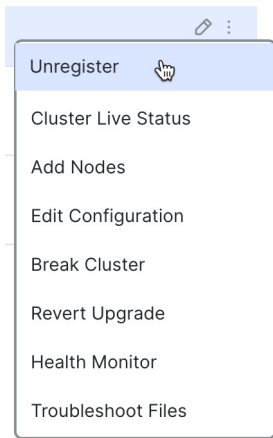 Unregister
Cluster Live Status
Add Nodes
Edit Configuration
Break Cluster
Revert Upgrade
Health Monitor
Troubleshoot Files